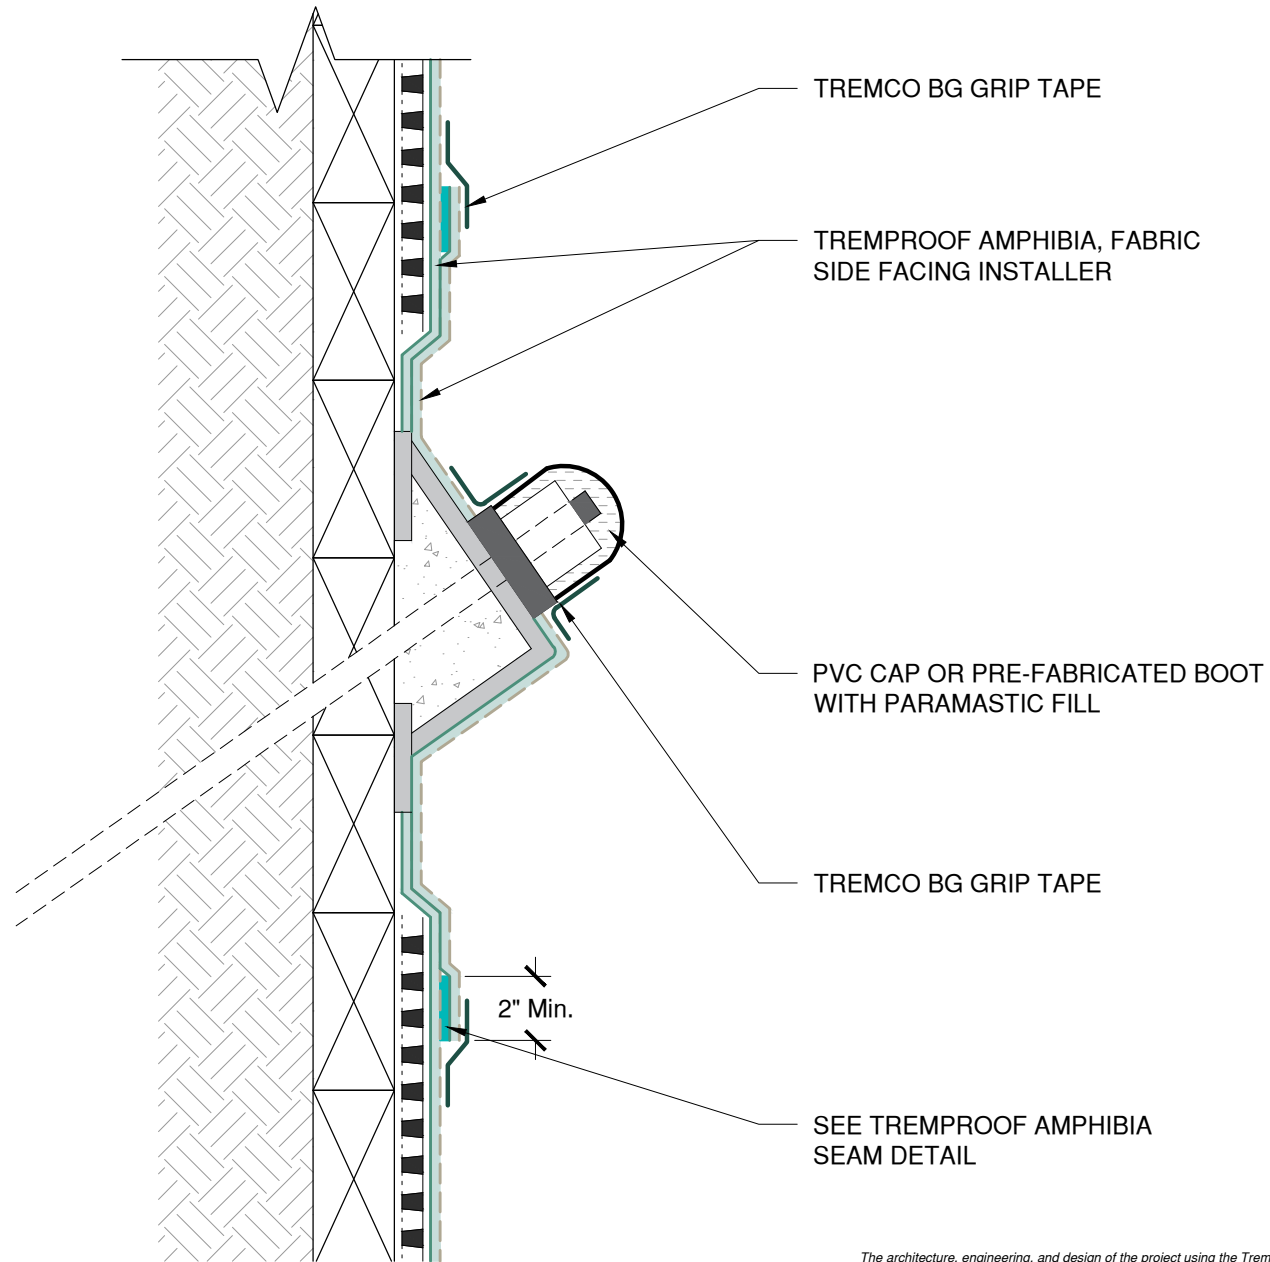 TREMCO BG GRIP TAPE
TREMPROOF AMPHIBIA, FABRIC
SIDE FACING INSTALLER
PVC CAP OR PRE-FABRICATED BOOT
WITH PARAMASTIC FILL
TREMCO BG GRIP TAPE
2" Min.
SEE TREMPROOF AMPHIBIA
SEAM DETAIL
The architecture, engineering, and design of the project using the Trem